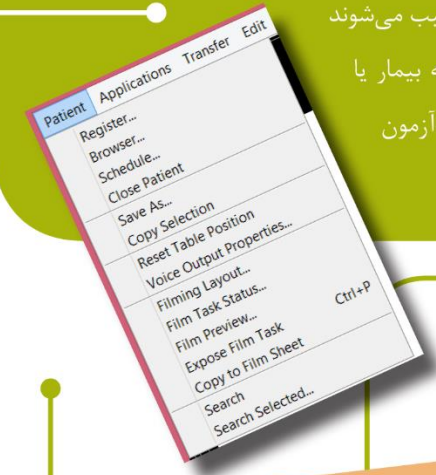 می‌شوند
بیمار یا
آزمون
Patient Applications Transfer Edit
Register...
Browser...
Schedule...
Close Patient
Save As...
Copy Selection
Reset Table Position
Voice Output Properties...
Filming Layout...
Film Task Status...
Film Preview...
Expose Film Task Ctrl+P
Copy to Film Sheet
Search
Search Selected...